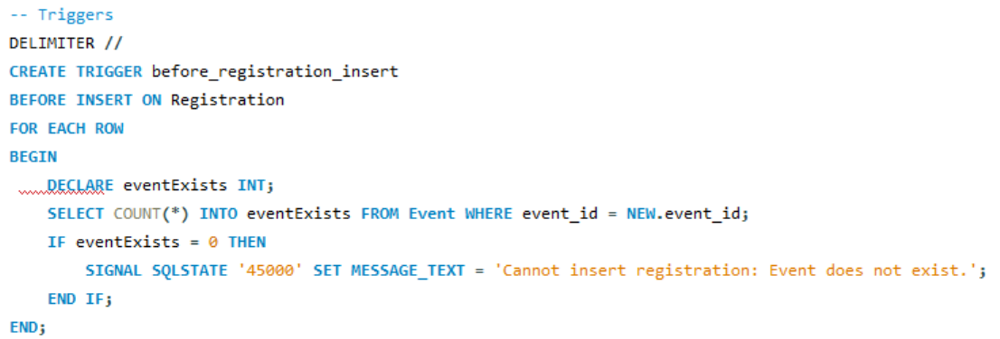 -- Triggers
DELIMITER //
CREATE TRIGGER before_registration_insert
BEFORE INSERT ON Registration
FOR EACH ROW
BEGIN
    DECLARE eventExists INT;
    SELECT COUNT(*) INTO eventExists FROM Event WHERE event_id = NEW.event_id;
    IF eventExists = 0 THEN
        SIGNAL SQLSTATE '45000' SET MESSAGE_TEXT = 'Cannot insert registration: Event does not exist.';
    END IF;
END;